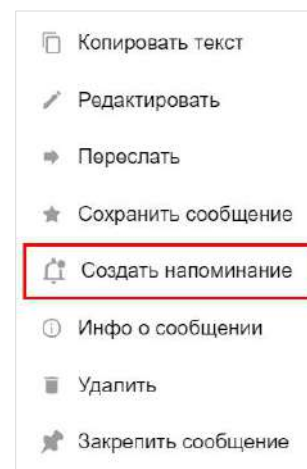 Копировать текст
Редактировать
Переслать
Сохранить сообщение
Создать напоминание
Инфо о сообщении
Удалить
Закрепить сообщение